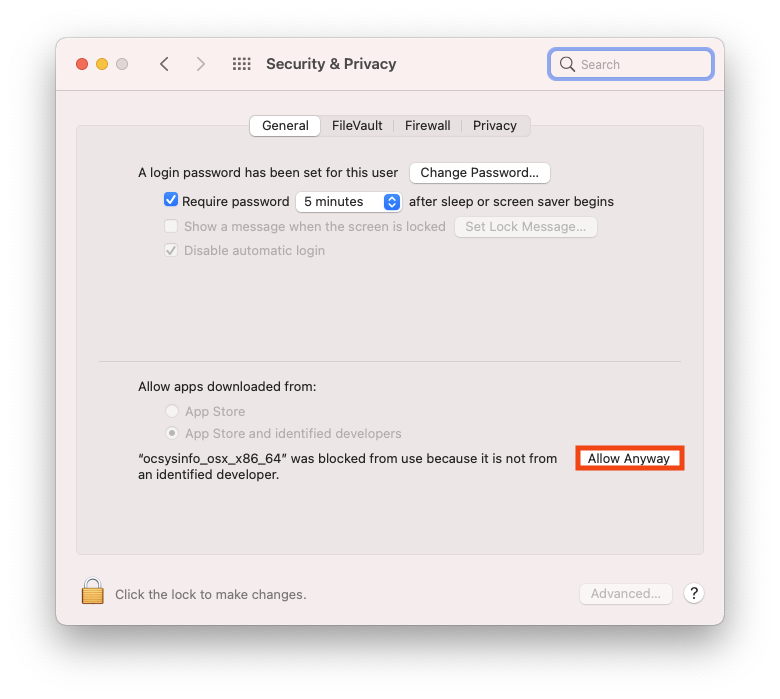 Security & Privacy
Search
General FileVault Firewall Privacy
A login password has been set for this user Change Password...
Require password 5 minutes after sleep or screen saver begins
Show a message when the screen is locked Set Lock Message...
Disable automatic login
Allow apps downloaded from:
App Store
App Store and identified developers
“ocsysinfo_osx_x86_64” was blocked from use because it is not from Allow Anyway
an identified developer.
Click the lock to make changes. Advanced... ?